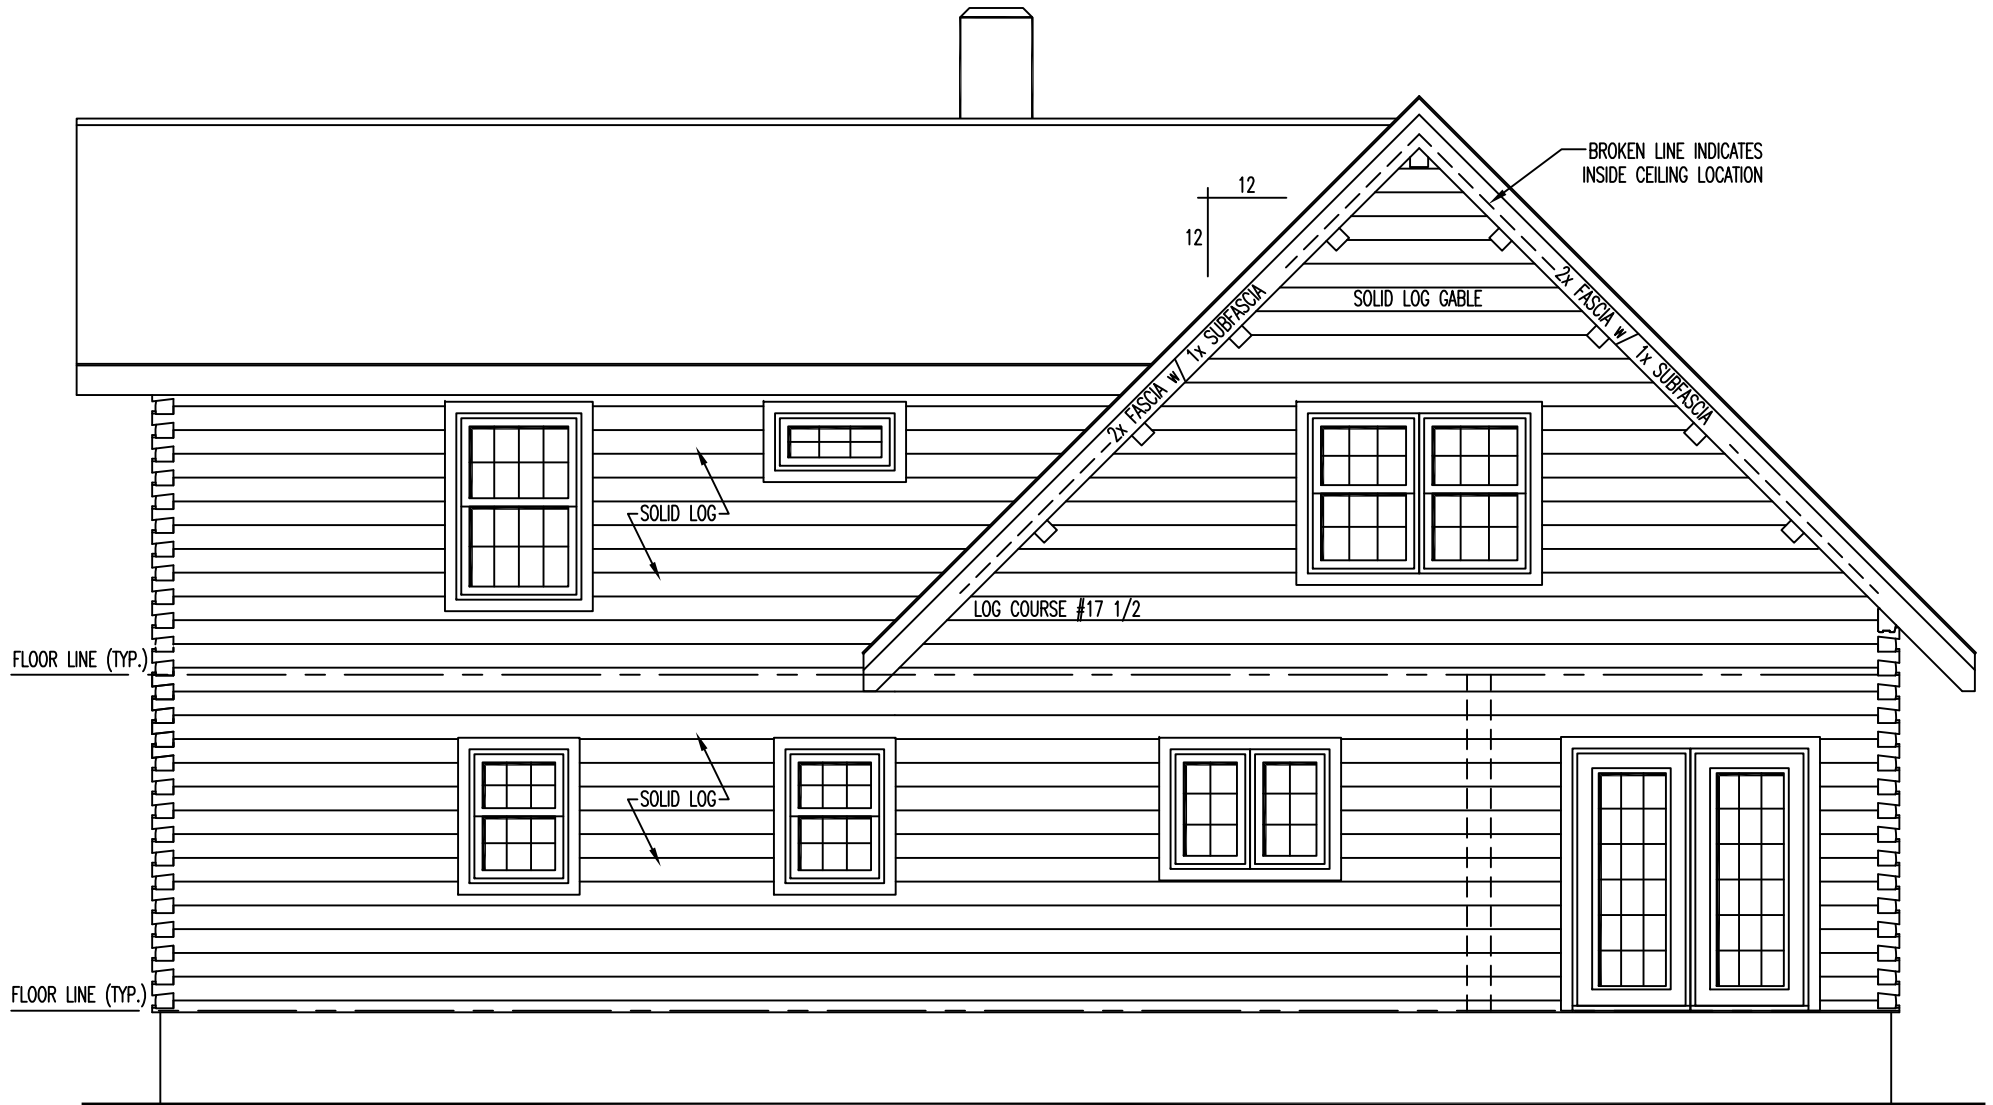 BROKEN LINE INDICATES
INSIDE CEILING LOCATION
12
12
2x FASCIA w/ 1x SUBFASCIA
SOLID LOG GABLE
2x FASCIA w/ 1x SUBFASCIA
SOLID LOG
LOG COURSE #17 1/2
FLOOR LINE (TYP.)
SOLID LOG
FLOOR LINE (TYP.)